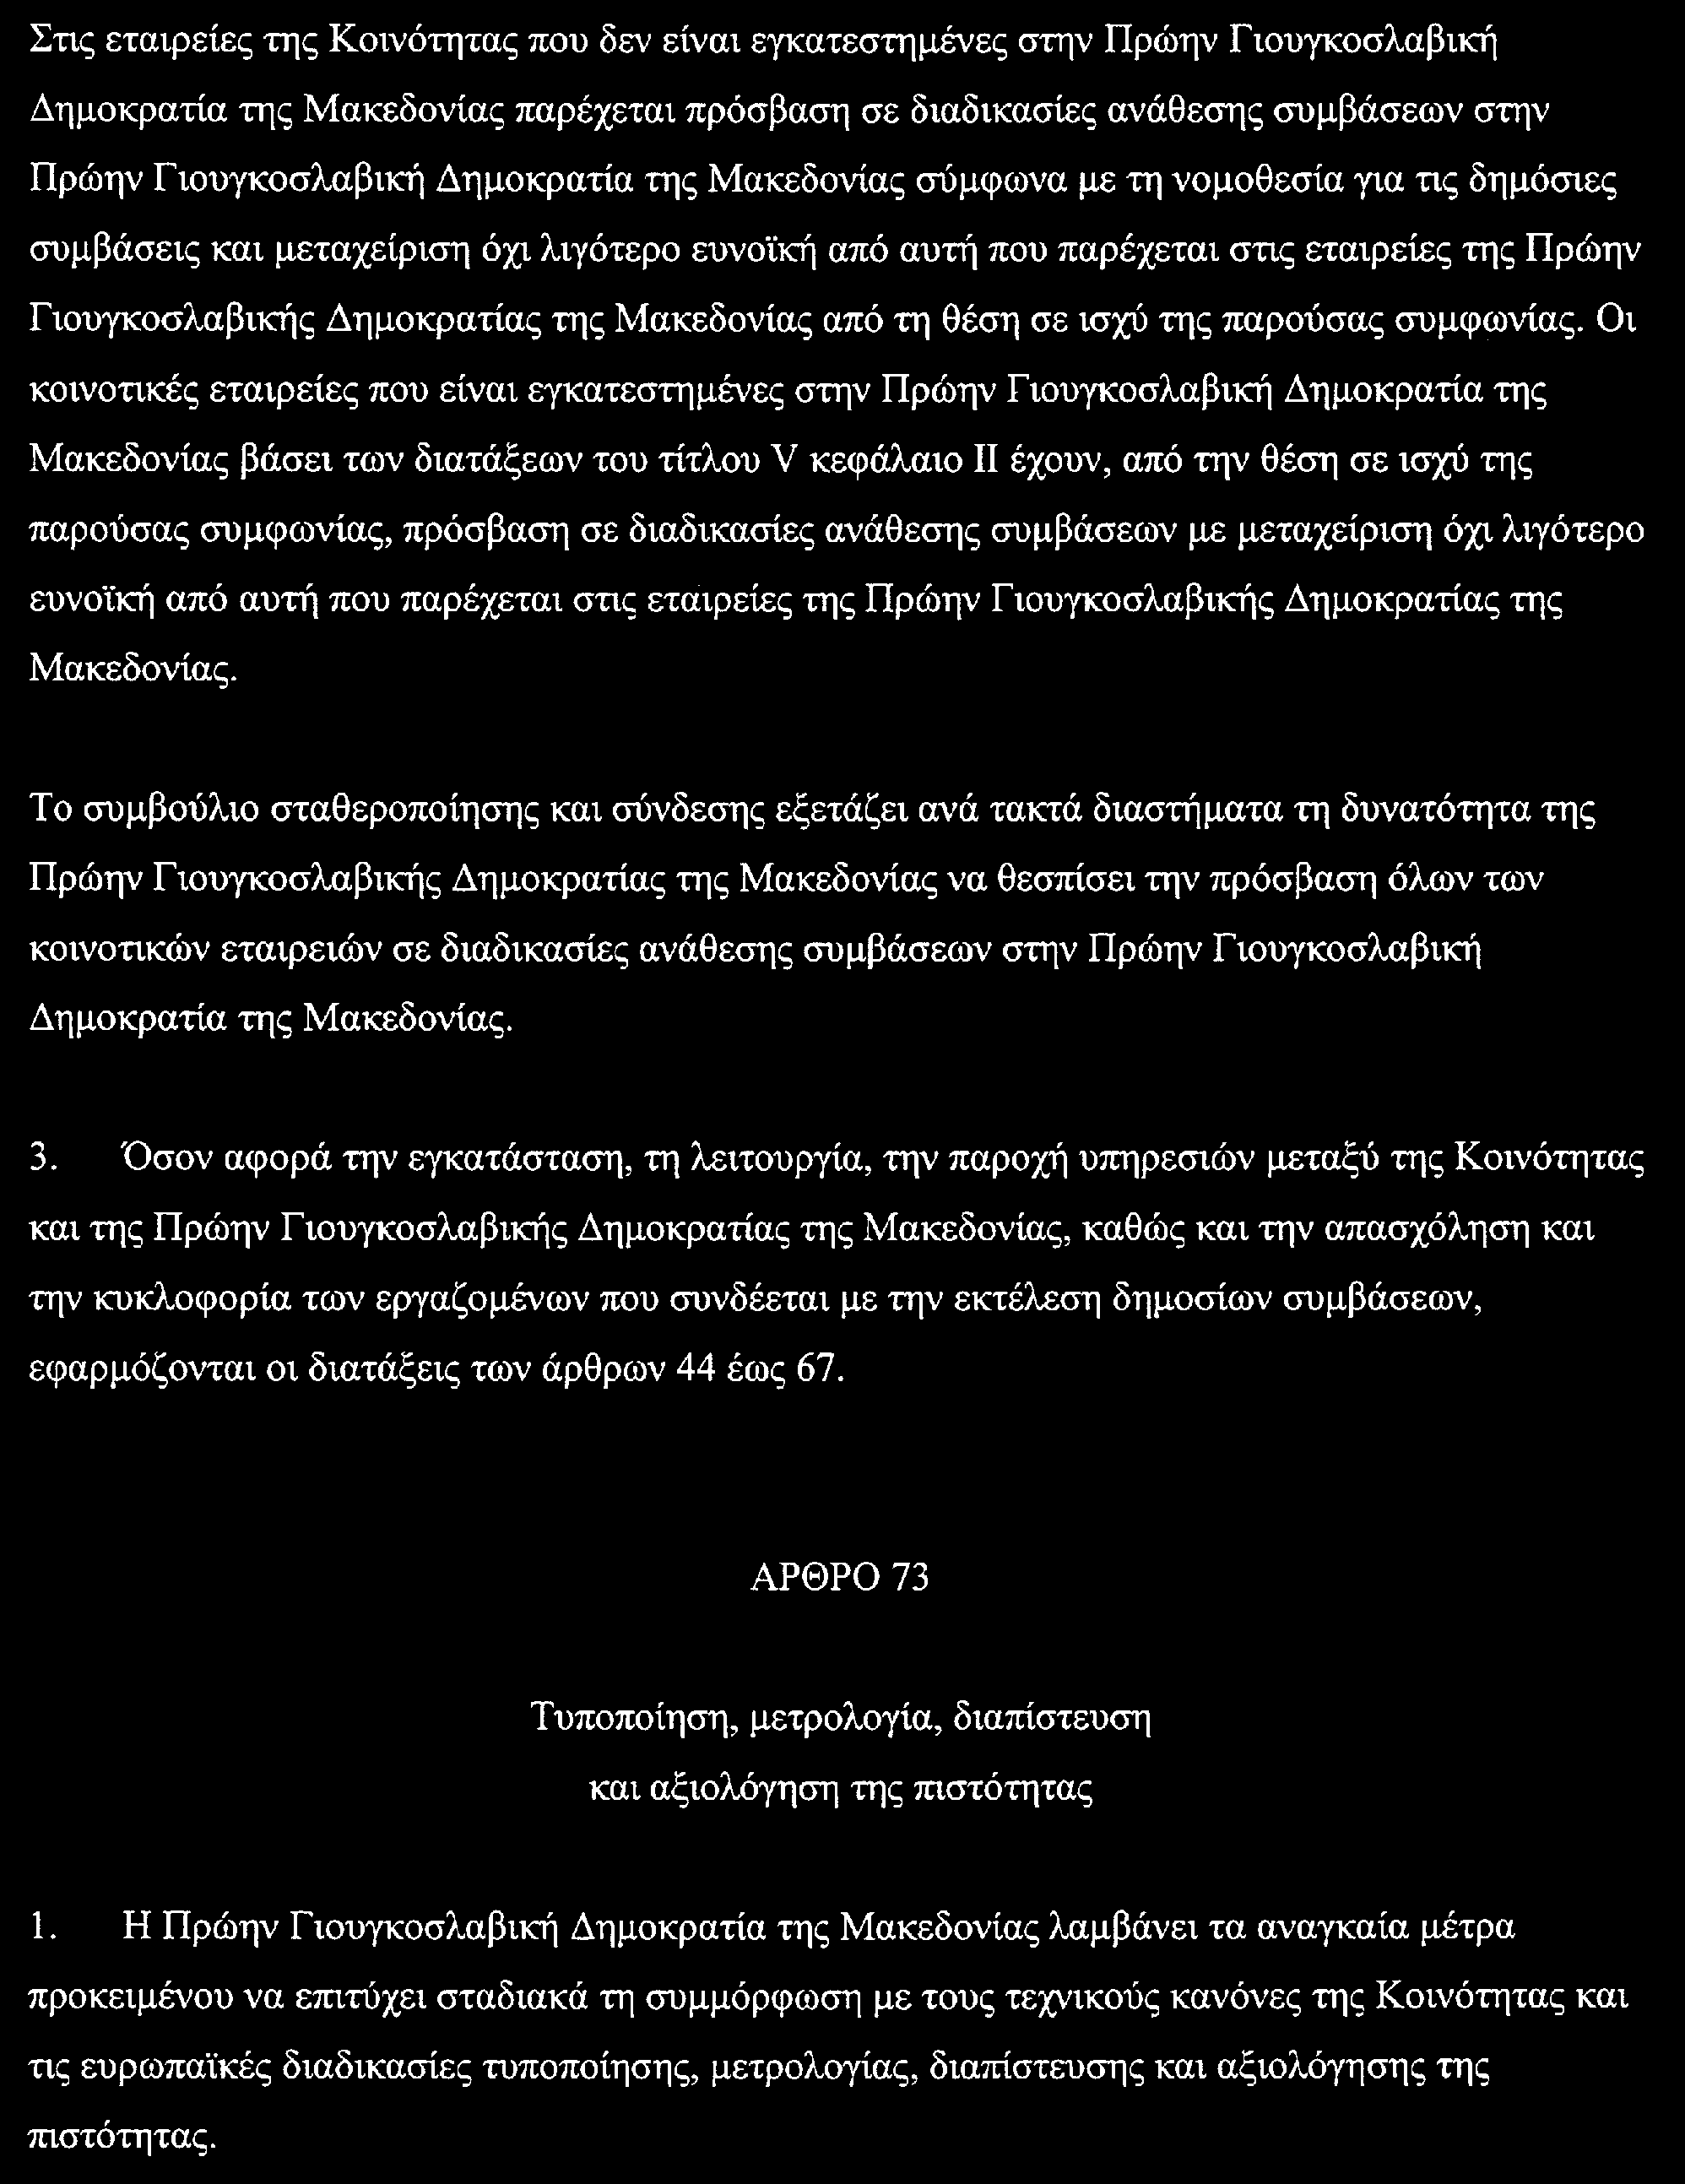 Στις εταιρείες της Κοινότητας που δεν είναι εγκατεστημένες στην Πρώην Γιουγκοσλαβική
Δημοκρατία της Μακεδονίας παρέχεται πρόσβαση σε διαδικασίες ανάθεσης συμβάσεων στην
Πρώην Γιουγκοσλαβική Δημοκρατία της Μακεδονίας σύμφωνα με τη νομοθεσία για τις δημόσιες
συμβάσεις και μεταχείριση όχι λιγότερο ευνοϊκή από αυτή που παρέχεται στις εταιρείες της Πρώην
Γιουγκοσλαβικής Δημοκρατίας της Μακεδονίας από τη θέση σε ισχύ της παρούσας συμφωνίας. Οι
κοινοτικές εταιρείες που είναι εγκατεστημένες στην Πρώην Γιουγκοσλαβική Δημοκρατία της
Μακεδονίας βάσει των διατάξεων του τίτλου V κεφάλαιο II έχουν, από την θέση σε ισχύ της
παρούσας συμφωνίας, πρόσβαση σε διαδικασίες ανάθεσης συμβάσεων με μεταχείριση όχι λιγότερο
ευνοϊκή από αυτή που παρέχεται στις εταιρείες της Πρώην Γιουγκοσλαβικής Δημοκρατίας της
Μακεδονίας.
Το συμβούλιο σταθεροποίησης και σύνδεσης εξετάζει ανά τακτά διαστήματα τη δυνατότητα της
Πρώην Γιουγκοσλαβικής Δημοκρατίας της Μακεδονίας να θεσπίσει την πρόσβαση όλων των
κοινοτικών εταιρειών σε διαδικασίες ανάθεσης συμβάσεων στην Πρώην Γιουγκοσλαβική
Δημοκρατία της Μακεδονίας.
3. Όσον αφορά την εγκατάσταση, τη λειτουργία, την παροχή υπηρεσιών μεταξύ της Κοινότητας
και της Πρώην Γιουγκοσλαβικής Δημοκρατίας της Μακεδονίας, καθώς και την απασχόληση και
την κυκλοφορία των εργαζομένων που συνδέεται με την εκτέλεση δημοσίων συμβάσεων,
εφαρμόζονται οι διατάξεις των άρθρων 44 έως 67.
ΑΡΘΡΟ 73
Τυποποίηση, μετρολογία, διαπίστευση
και αξιολόγηση της πιστότητας
1. Η Πρώην Γιουγκοσλαβική Δημοκρατία της Μακεδονίας λαμβάνει τα αναγκαία μέτρα
προκειμένου να επιτύχει σταδιακά τη συμμόρφωση με τους τεχνικούς κανόνες της Κοινότητας και
τις ευρωπαϊκές διαδικασίες τυποποίησης, μετρολογίας, διαπίστευσης και αξιολόγησης της
πιστότητας.